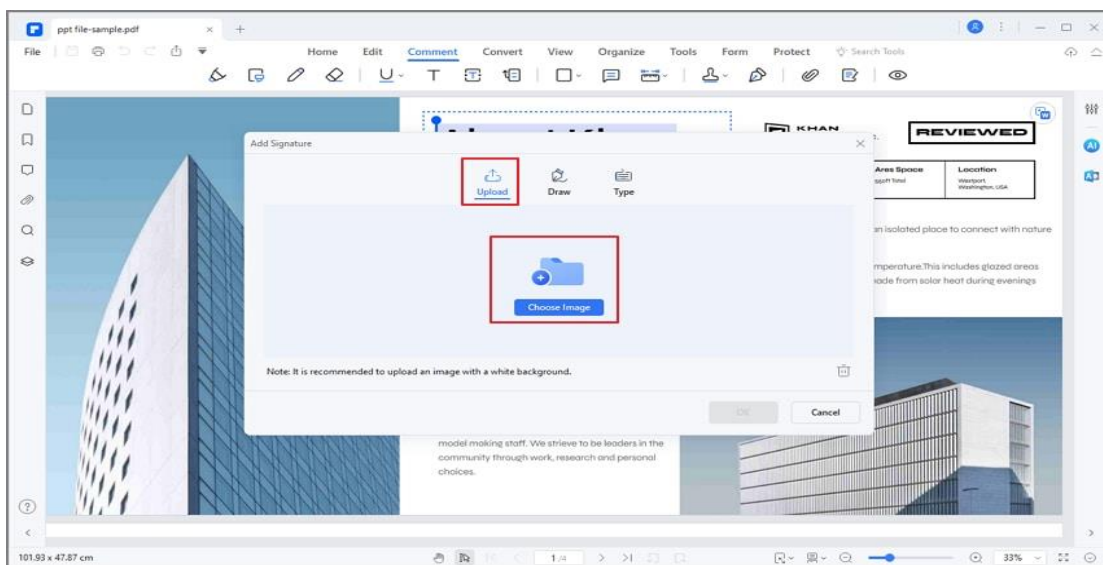 ppt file-sample.pdf
File
Home Edit Comment Convert View Organize Tools Form Protect Search Tools
KHAN
REVIEWED
Area Space
Location
Westport
Washington, USA
Add Signature
Upload Draw Type
Choose Image
Note: It is recommended to upload an image with a white background.
OK Cancel
an isolated place to connect with nature
mperature.This includes glazed areas
ade from solar heat during evenings
model making staff. We strive to be leaders in the
community through work, research and personal
choices.
101.93 x 47.87 cm
1 /4
33%